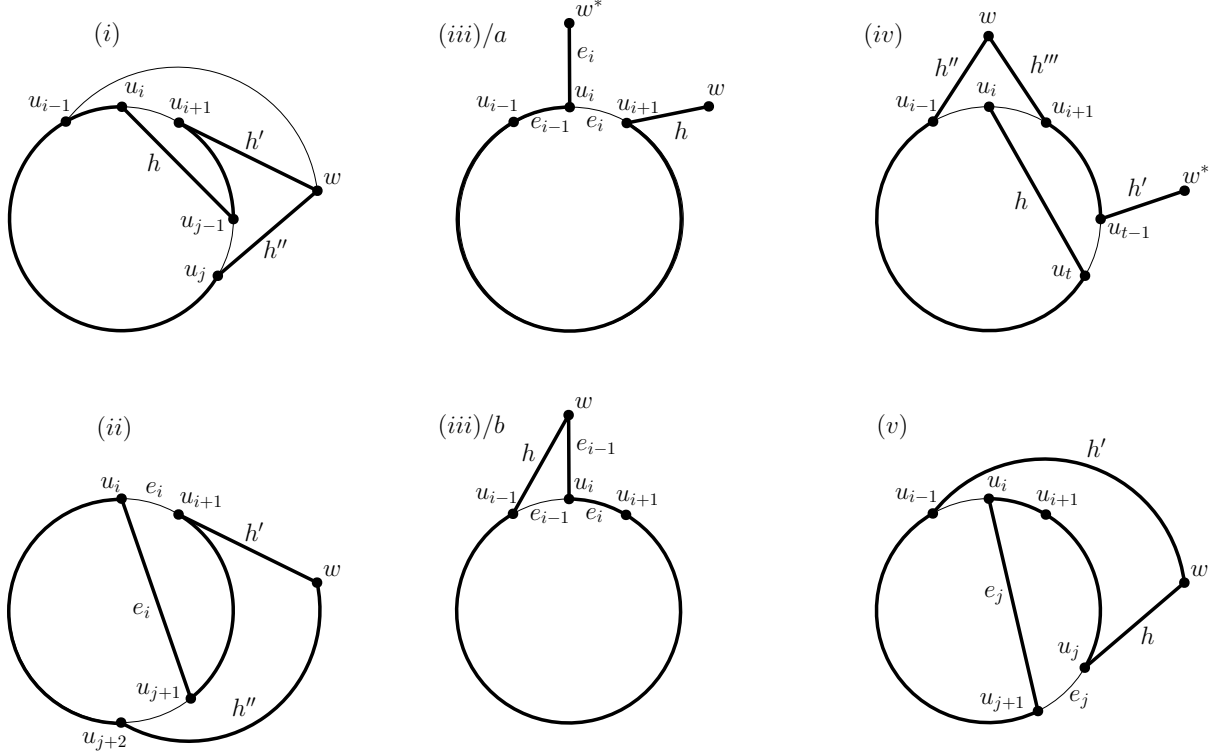 (i)
u_{i−1}
u_i
u_{i+1}
h′
h
w
u_{j−1}
h″
u_j
(iii)/a
w*
e_i
u_{i−1}
u_i
u_{i+1}
w
e_{i−1}
e_i
h
(iv)
w
h″
h‴
u_{i−1}
u_i
u_{i+1}
h
h′
w*
u_{t−1}
u_t
(ii)
u_i
e_i
u_{i+1}
h′
w
e_i
u_{j+1}
h″
u_{j+2}
(iii)/b
w
h
e_{i−1}
u_{i−1}
u_i
u_{i+1}
e_{i−1}
e_i
(v)
h′
u_{i−1}
u_i
u_{i+1}
w
e_j
h
u_j
u_{j+1}
e_j